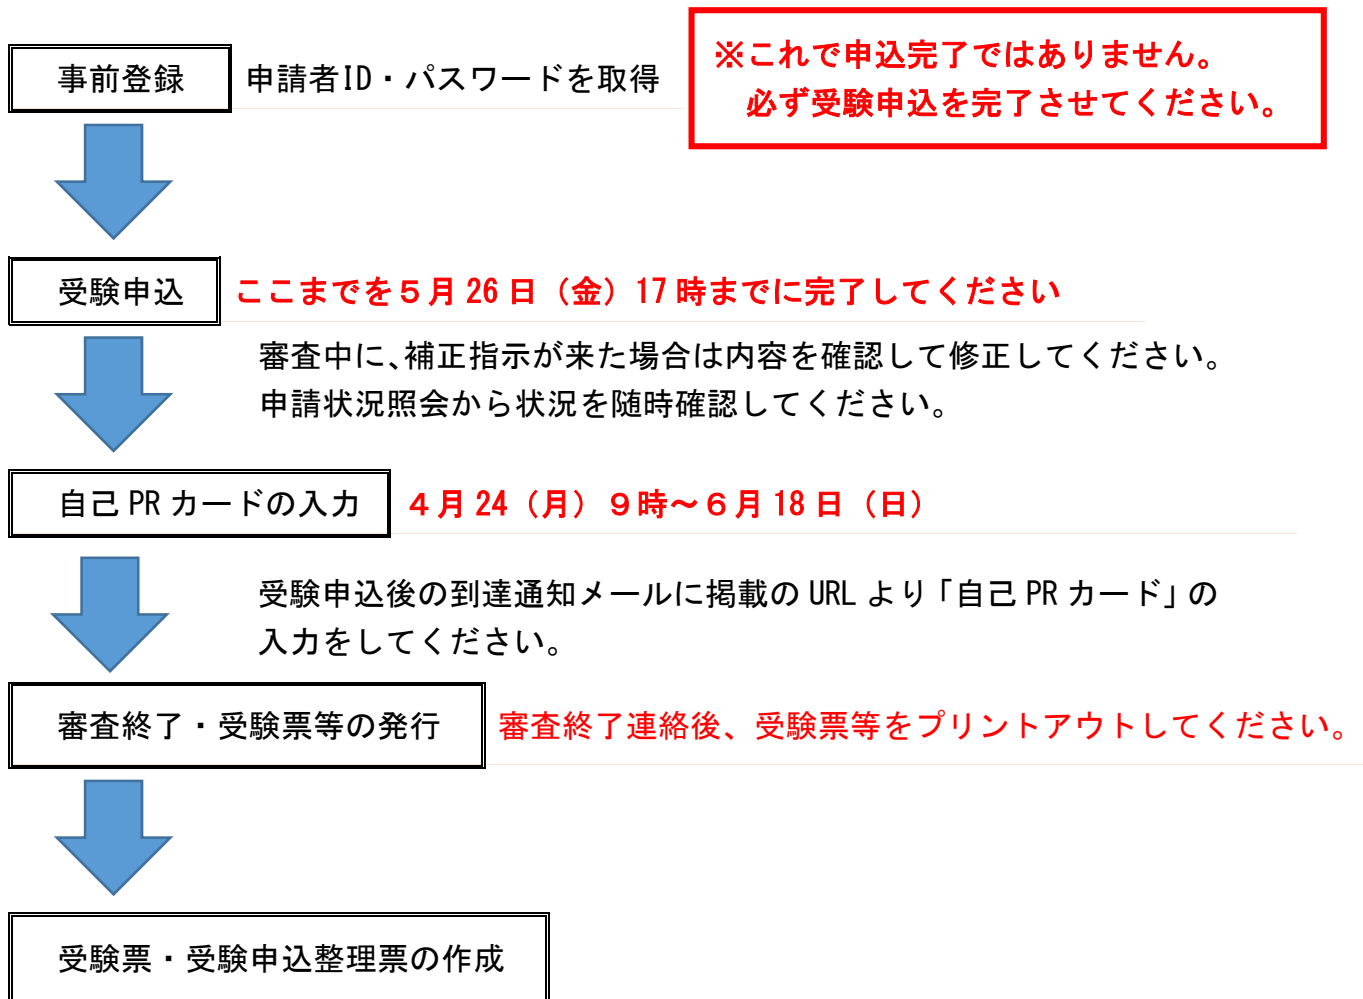 事前登録 申請者ID・パスワードを取得
※これで申込完了ではありません。
必ず受験申込を完了させてください。
受験申込 ここまでを５月26日（金）17時までに完了してください
審査中に、補正指示が来た場合は内容を確認して修正してください。
申請状況照会から状況を随時確認してください。
自己PRカードの入力 ４月24（月）９時～６月18日（日）
受験申込後の到達通知メールに掲載のURLより「自己PRカード」の
入力をしてください。
審査終了・受験票等の発行 審査終了連絡後、受験票等をプリントアウトしてください。
受験票・受験申込整理票の作成